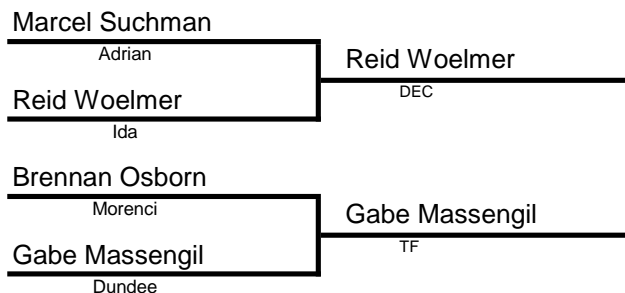 Marcel Suchman
Adrian
Reid Woelmer
DEC
Reid Woelmer
Ida
Brennan Osborn
Morenci
Gabe Massengil
TF
Gabe Massengil
Dundee